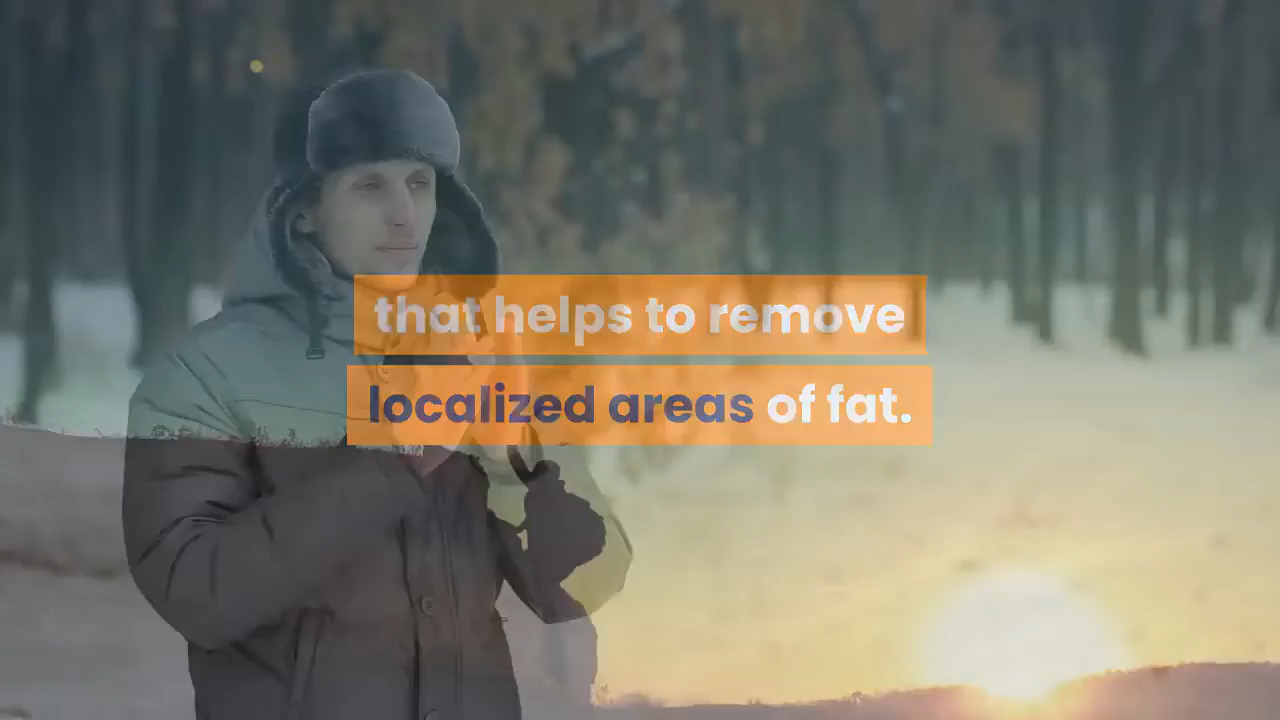 that helps to remove
localized areas of fat.